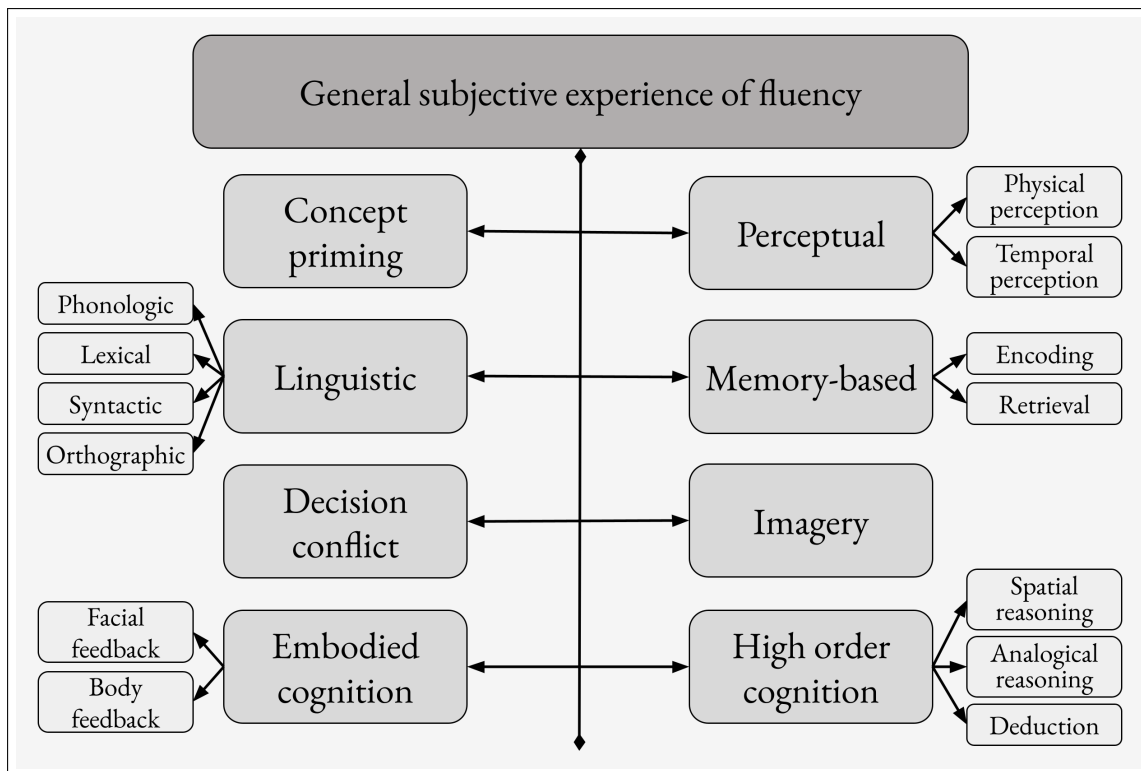 General subjective experience of fluency
Concept
priming
Perceptual
Physical
perception
Temporal
perception
Phonologic
Lexical
Syntactic
Orthographic
Linguistic
Memory-based
Encoding
Retrieval
Decision
conflict
Imagery
Facial
feedback
Body
feedback
Embodied
cognition
High order
cognition
Spatial
reasoning
Analogical
reasoning
Deduction